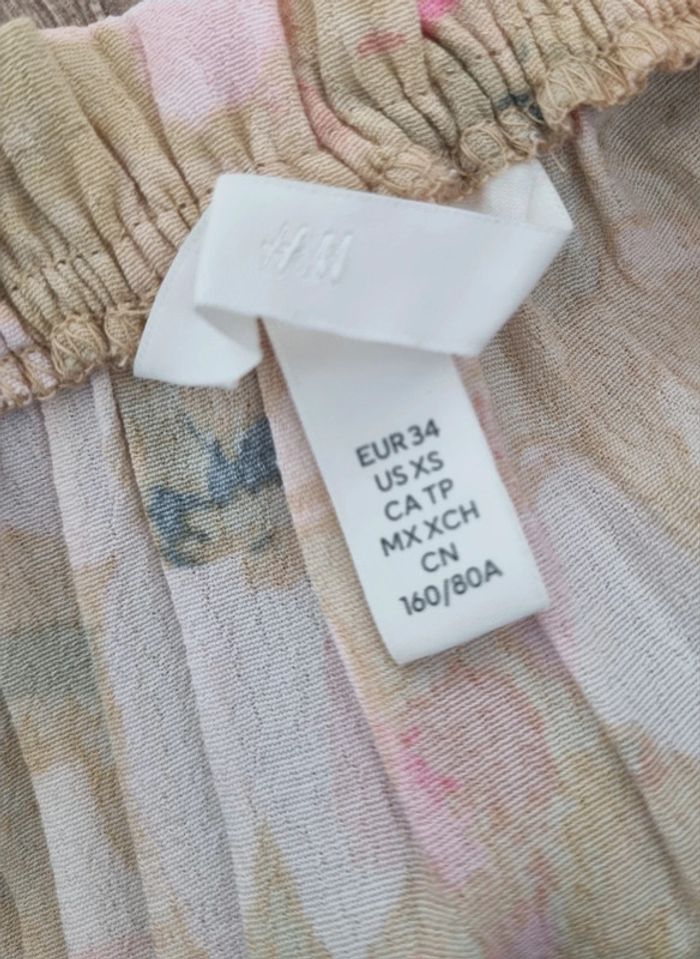 H&M
EUR 34
US XS
CA TP
MX XCH
CN
160/80A